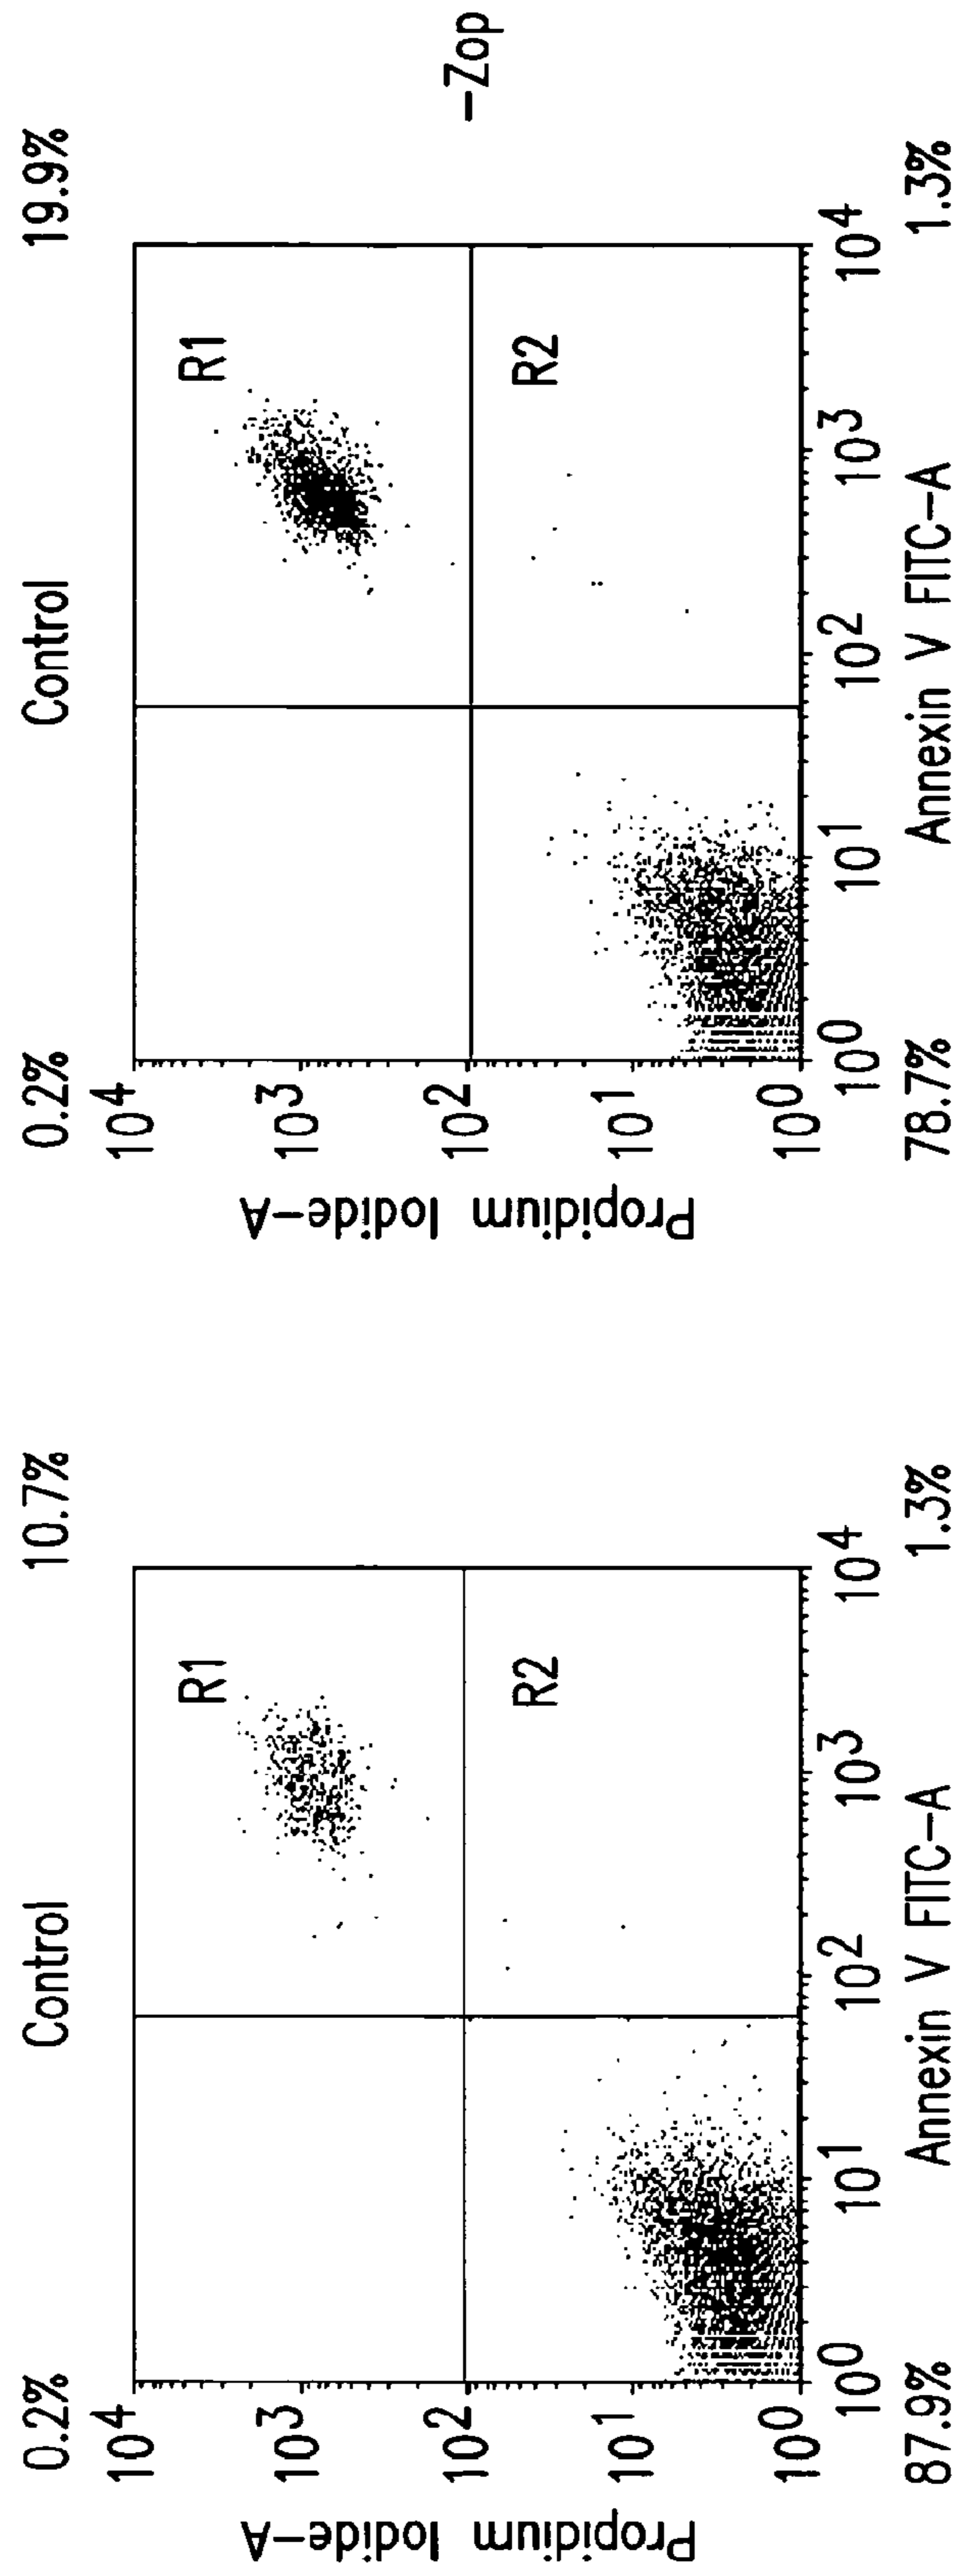 Control
0.2% 10.7%
Propidium Iodide-A
10^4
10^3
10^2
10^1
10^0
R1
R2
10^0 10^1 10^2 10^3 10^4
Annexin V FITC-A
87.9% 1.3%
Control
0.2% 19.9%
Propidium Iodide-A
10^4
10^3
10^2
10^1
10^0
R1
R2
10^0 10^1 10^2 10^3 10^4
Annexin V FITC-A
78.7% 1.3%
-Zop